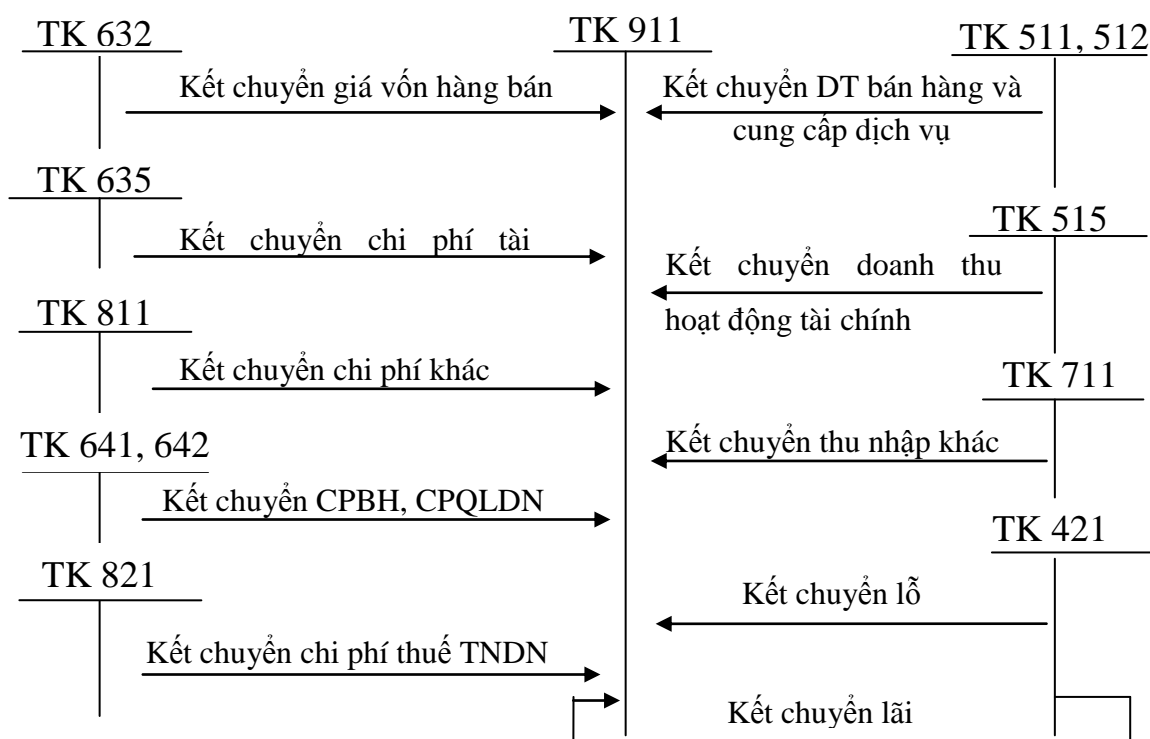 TK 632
TK 911
TK 511, 512
Kết chuyển giá vốn hàng bán
Kết chuyển DT bán hàng và
cung cấp dịch vụ
TK 635
TK 515
Kết chuyển chi phí tài
Kết chuyển doanh thu
hoạt động tài chính
TK 811
Kết chuyển chi phí khác
TK 711
TK 641, 642
Kết chuyển thu nhập khác
Kết chuyển CPBH, CPQLDN
TK 421
TK 821
Kết chuyển lỗ
Kết chuyển chi phí thuế TNDN
Kết chuyển lãi